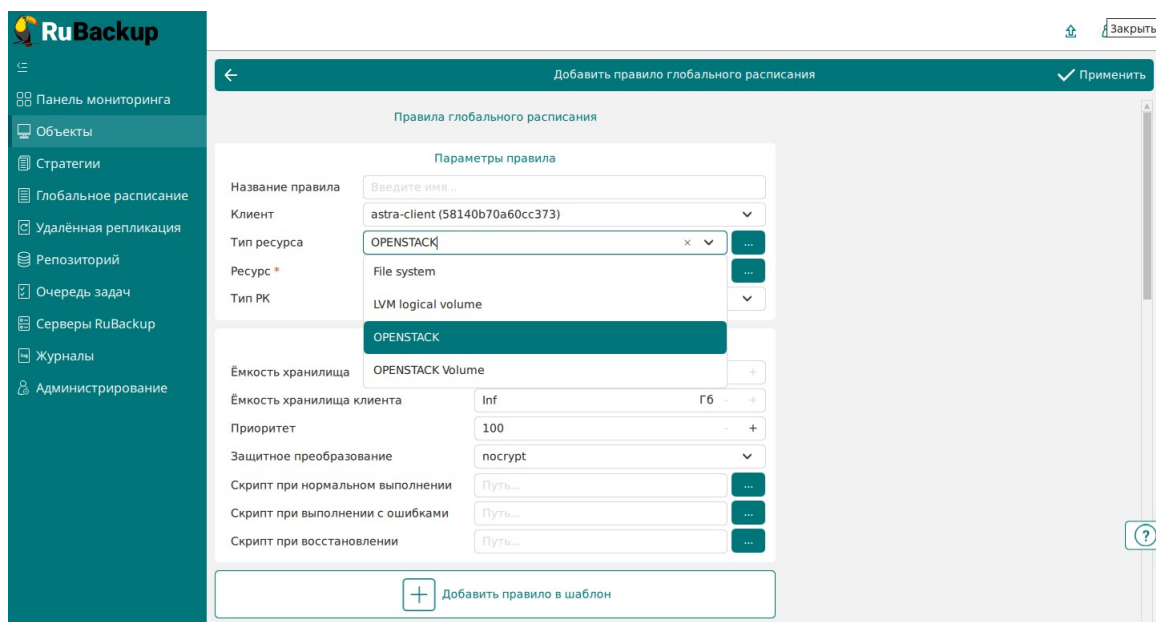 RuBackup
Закрыть
Панель мониторинга
Объекты
Стратегии
Глобальное расписание
Удалённая репликация
Репозиторий
Очередь задач
Серверы RuBackup
Журналы
Администрирование
Добавить правило глобального расписания
Применить
Правила глобального расписания
Параметры правила
Название правила Введите имя ..
Клиент astra-client (58140b70a60cc373)
Тип ресурса OPENSTACK × ...
Ресурс * ...
Тип РК
File system
LVM logical volume
OPENSTACK
OPENSTACK Volume
Ёмкость хранилища +
Ёмкость хранилища клиента Inf Гб - +
Приоритет 100 - +
Защитное преобразование nocrypt
Скрипт при нормальном выполнении Путь... ...
Скрипт при выполнении с ошибками Путь... ...
Скрипт при восстановлении Путь... ...
?
+ Добавить правило в шаблон